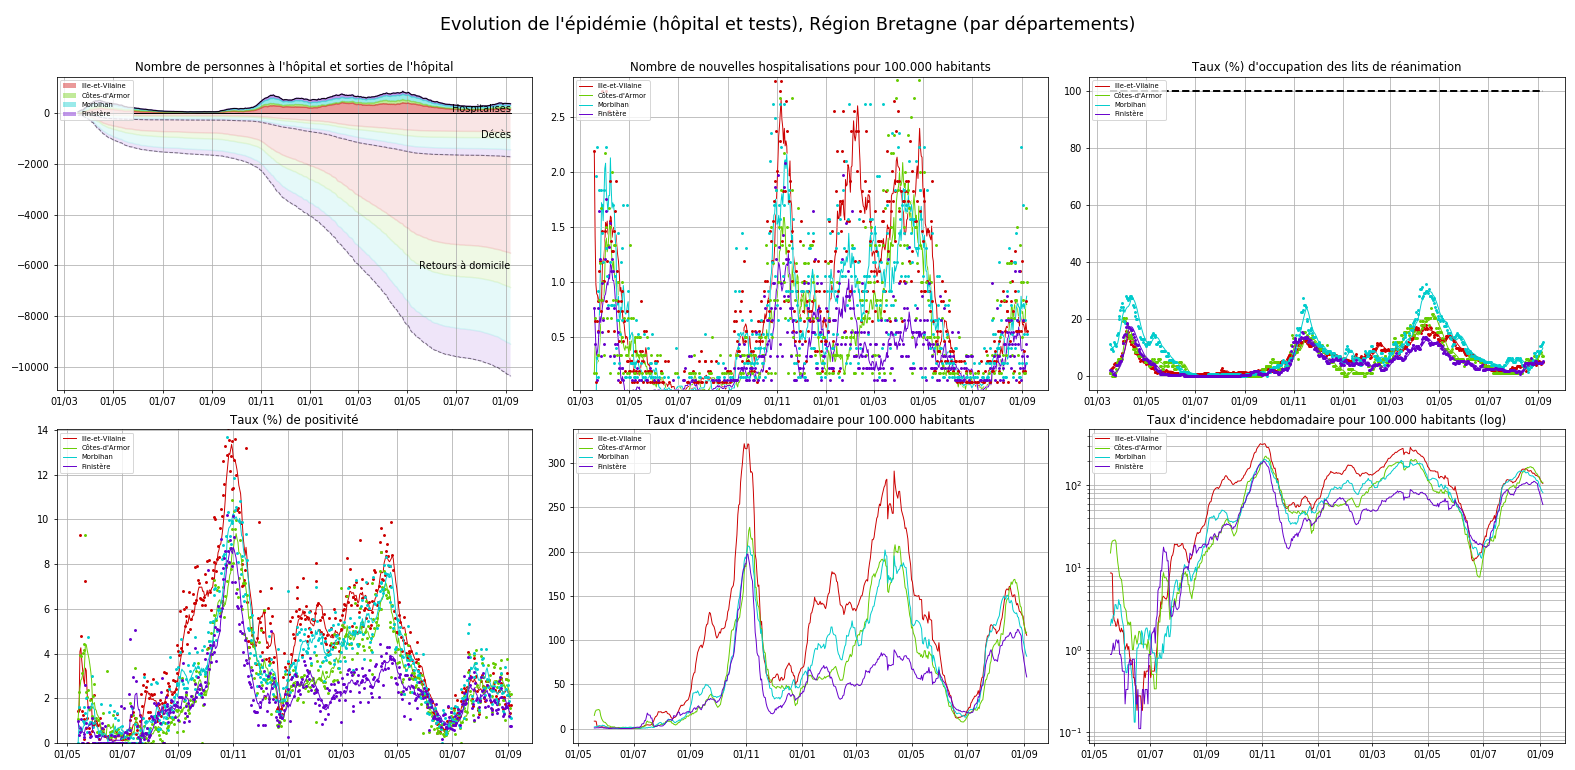 Evolution de l'épidémie (hôpital et tests), Région Bretagne (par départements)
Nombre de personnes à l'hôpital et sorties de l'hôpital
Ille-et-Vilaine
Côtes-d'Armor
Morbihan
Finistère
Hospitalisés
Décès
Retours à domicile
0
−2000
−4000
−6000
−8000
−10000
01/03 01/05 01/07 01/09 01/11 01/01 01/03 01/05 01/07 01/09
Nombre de nouvelles hospitalisations pour 100.000 habitants
Ille-et-Vilaine
Côtes-d'Armor
Morbihan
Finistère
2.5
2.0
1.5
1.0
0.5
01/03 01/05 01/07 01/09 01/11 01/01 01/03 01/05 01/07 01/09
Taux (%) d'occupation des lits de réanimation
Ille-et-Vilaine
Côtes-d'Armor
Morbihan
Finistère
100
80
60
40
20
0
01/03 01/05 01/07 01/09 01/11 01/01 01/03 01/05 01/07 01/09
Taux (%) de positivité
Ille-et-Vilaine
Côtes-d'Armor
Morbihan
Finistère
14
12
10
8
6
4
2
0
01/05 01/07 01/09 01/11 01/01 01/03 01/05 01/07 01/09
Taux d'incidence hebdomadaire pour 100.000 habitants
Ille-et-Vilaine
Côtes-d'Armor
Morbihan
Finistère
300
250
200
150
100
50
0
01/05 01/07 01/09 01/11 01/01 01/03 01/05 01/07 01/09
Taux d'incidence hebdomadaire pour 100.000 habitants (log)
Ille-et-Vilaine
Côtes-d'Armor
Morbihan
Finistère
10²
10¹
10⁰
10⁻¹
01/05 01/07 01/09 01/11 01/01 01/03 01/05 01/07 01/09